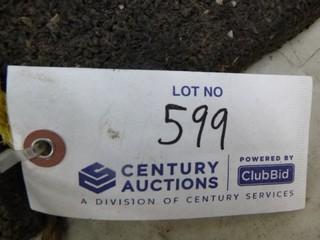 LOT NO
599
CENTURY AUCTIONS
POWERED BY
ClubBid
A DIVISION OF CENTURY SERVICES